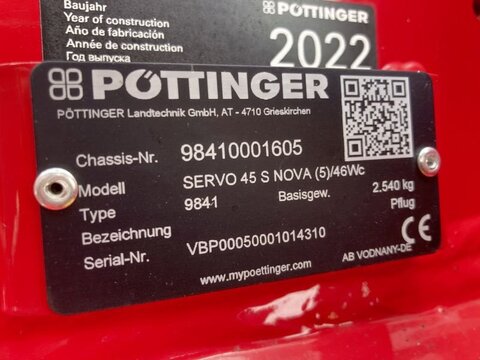 Baujahr
Year of construction
Año de fabricación
Année de construction
Год выпуска
PÖTTINGER
2022
PÖTTINGER
PÖTTINGER Landtechnik GmbH, AT - 4710 Grieskirchen
Chassis-Nr. 98410001605
Modell SERVO 45 S NOVA (5)/46Wc
Type 9841 Basisgew. 2.540 kg
Bezeichnung Pflug
Serial-Nr. VBP00050001014310
CE
www.mypoettinger.com AB VODNANY-DE